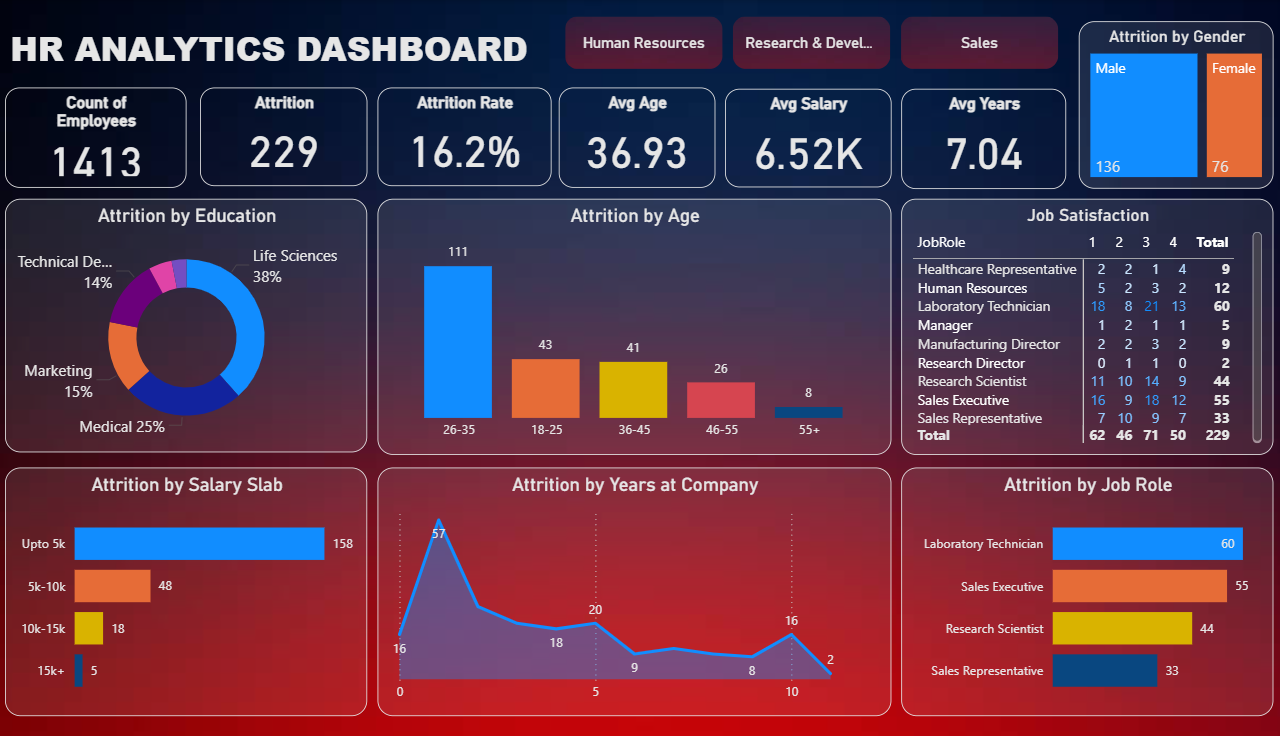 HR ANALYTICS DASHBOARD
Human Resources
Research & Devel...
Sales
Attrition by Gender
Male
Female
136
76
Count of
Employees
1413
Attrition
229
Attrition Rate
16.2%
Avg Age
36.93
Avg Salary
6.52K
Avg Years
7.04
Attrition by Education
Life Sciences
38%
Technical De...
14%
Marketing
15%
Medical 25%
Attrition by Age
111
43
41
26
8
26-35 18-25 36-45 46-55 55+
Job Satisfaction
JobRole 1 2 3 4 Total
Healthcare Representative 2 2 1 4 9
Human Resources 5 2 3 2 12
Laboratory Technician 18 8 21 13 60
Manager 1 2 1 1 5
Manufacturing Director 2 2 3 2 9
Research Director 0 1 1 0 2
Research Scientist 11 10 14 9 44
Sales Executive 16 9 18 12 55
Sales Representative 7 10 9 7 33
Total 62 46 71 50 229
Attrition by Salary Slab
Upto 5k 158
5k-10k 48
10k-15k 18
15k+ 5
Attrition by Years at Company
57
16
18
20
9
8
16
2
0 5 10
Attrition by Job Role
Laboratory Technician 60
Sales Executive 55
Research Scientist 44
Sales Representative 33